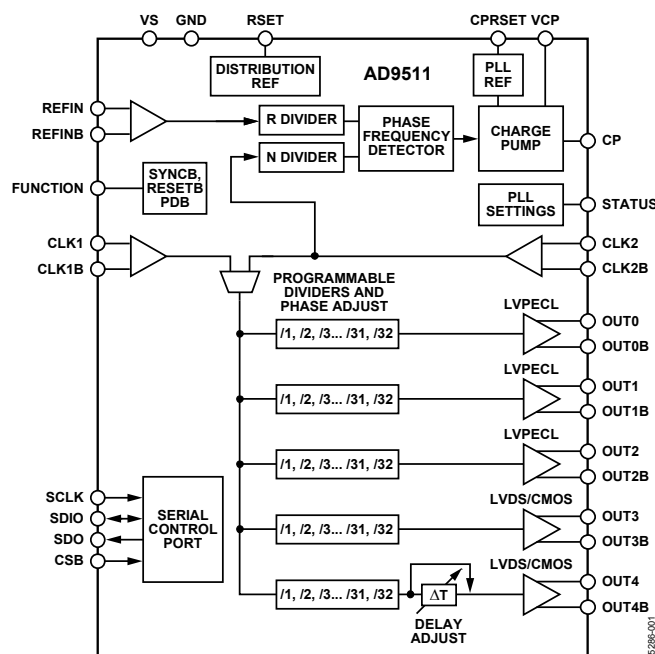 VS
GND
RSET
CPRSET
VCP
DISTRIBUTION
REF
AD9511
PLL
REF
REFIN
REFINB
R DIVIDER
N DIVIDER
PHASE
FREQUENCY
DETECTOR
CHARGE
PUMP
CP
FUNCTION
SYNCB,
RESETB
PDB
PLL
SETTINGS
STATUS
CLK1
CLK1B
CLK2
CLK2B
PROGRAMMABLE
DIVIDERS AND
PHASE ADJUST
LVPECL
/1, /2, /3... /31, /32
OUT0
OUT0B
LVPECL
/1, /2, /3... /31, /32
OUT1
OUT1B
LVPECL
/1, /2, /3... /31, /32
OUT2
OUT2B
SCLK
SDIO
SDO
CSB
SERIAL
CONTROL
PORT
LVDS/CMOS
/1, /2, /3... /31, /32
OUT3
OUT3B
LVDS/CMOS
/1, /2, /3... /31, /32
ΔT
DELAY
ADJUST
OUT4
OUT4B
5286-001